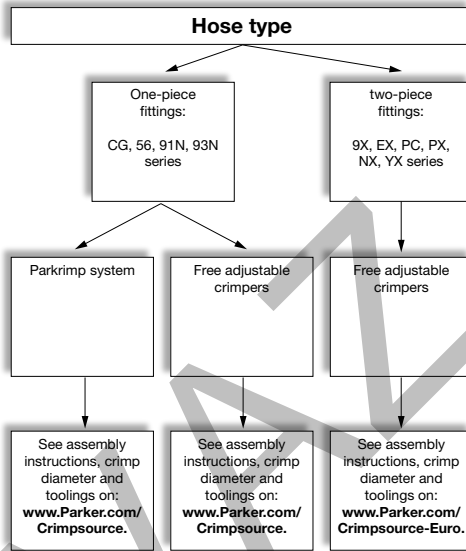 Hose type
One-piece
fittings:
CG, 56, 91N, 93N
series
two-piece
fittings:
9X, EX, PC, PX,
NX, YX series
Parkrimp system
Free adjustable
crimpers
Free adjustable
crimpers
See assembly
instructions, crimp
diameter and
toolings on:
www.Parker.com/
Crimpsource.
See assembly
instructions, crimp
diameter and
toolings on:
www.Parker.com/
Crimpsource.
See assembly
instructions, crimp
diameter and
toolings on:
www.Parker.com/
Crimpsource-Euro.